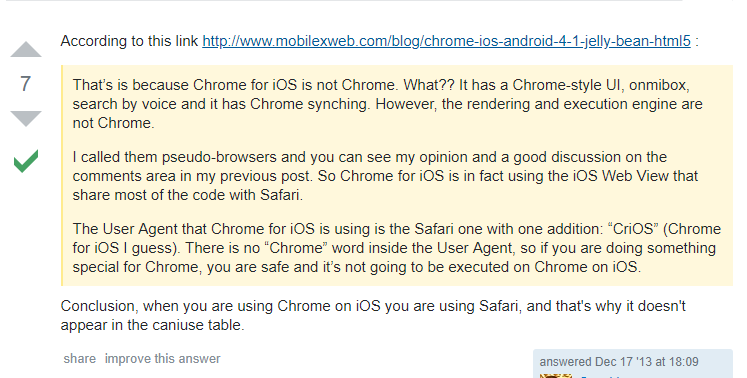 According to this link http://www.mobilexweb.com/blog/chrome-ios-android-4-1-jelly-bean-html5 :
7
That's is because Chrome for iOS is not Chrome. What?? It has a Chrome-style UI, onmibox,
search by voice and it has Chrome synching. However, the rendering and execution engine are
not Chrome.
I called them pseudo-browsers and you can see my opinion and a good discussion on the
comments area in my previous post. So Chrome for iOS is in fact using the iOS Web View that
share most of the code with Safari.
The User Agent that Chrome for iOS is using is the Safari one with one addition: “CriOS” (Chrome
for iOS I guess). There is no “Chrome” word inside the User Agent, so if you are doing something
special for Chrome, you are safe and it’s not going to be executed on Chrome on iOS.
Conclusion, when you are using Chrome on iOS you are using Safari, and that's why it doesn't
appear in the caniuse table.
share improve this answer
answered Dec 17 '13 at 18:09